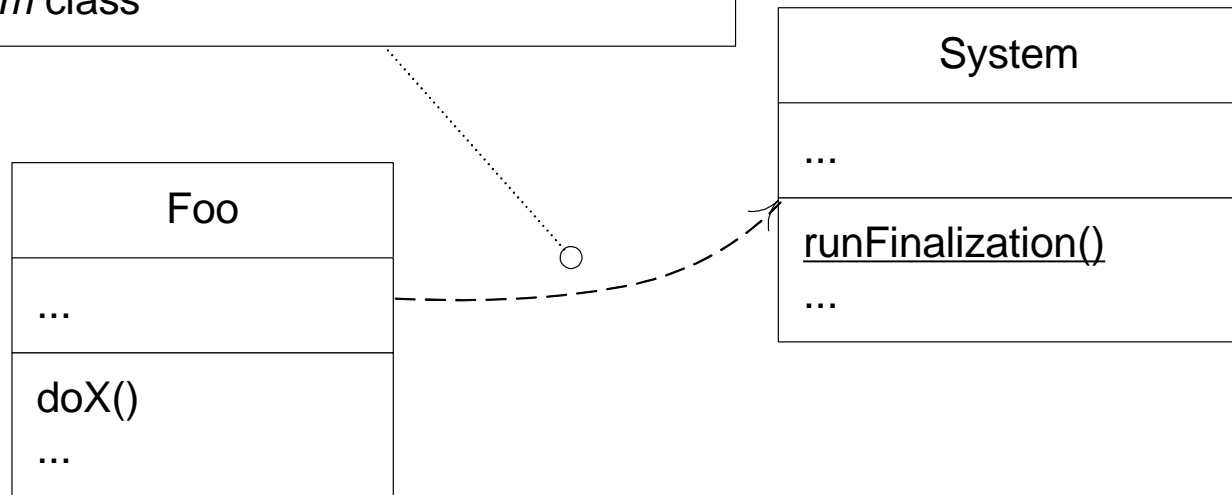 class
System
...
runFinalization()
...
Foo
...
doX()
...